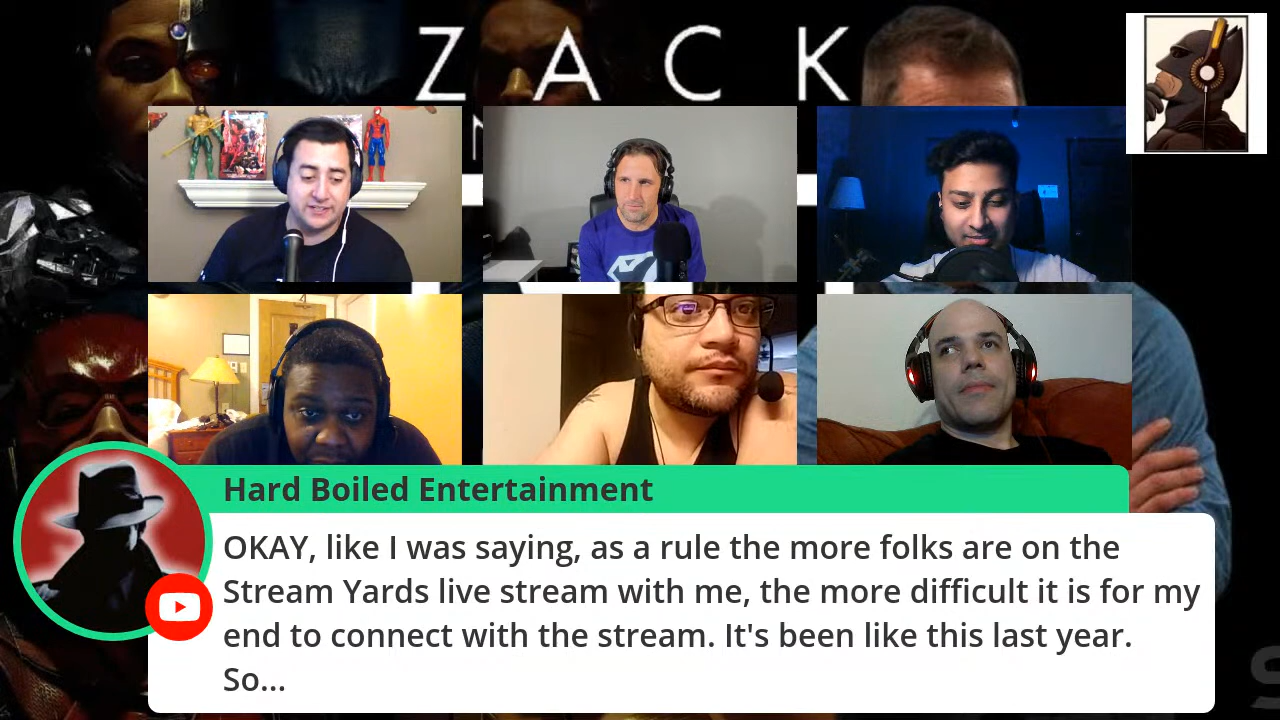 ZACK
Hard Boiled Entertainment
OKAY, like I was saying, as a rule the more folks are on the
Stream Yards live stream with me, the more difficult it is for my
end to connect with the stream. It's been like this last year.
So...